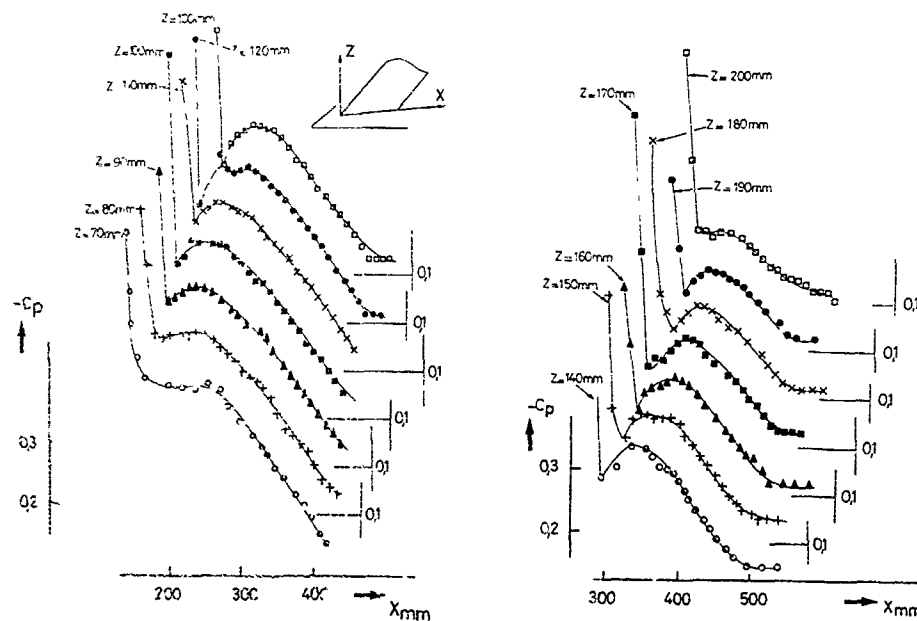 Z=120mm
Z
X
Z=90mm
Z=80mm
Z=70mm
0,1
0,1
0,1
0,1
0,1
0,1
-Cp
0,3
0,2
200
300
400
Xmm
Z=200mm
Z=170mm
Z=180mm
Z=190mm
Z=160mm
Z=150mm
Z=140mm
0,1
0,1
0,1
0,1
0,1
0,1
-Cp
0,3
0,2
300
400
500
Xmm